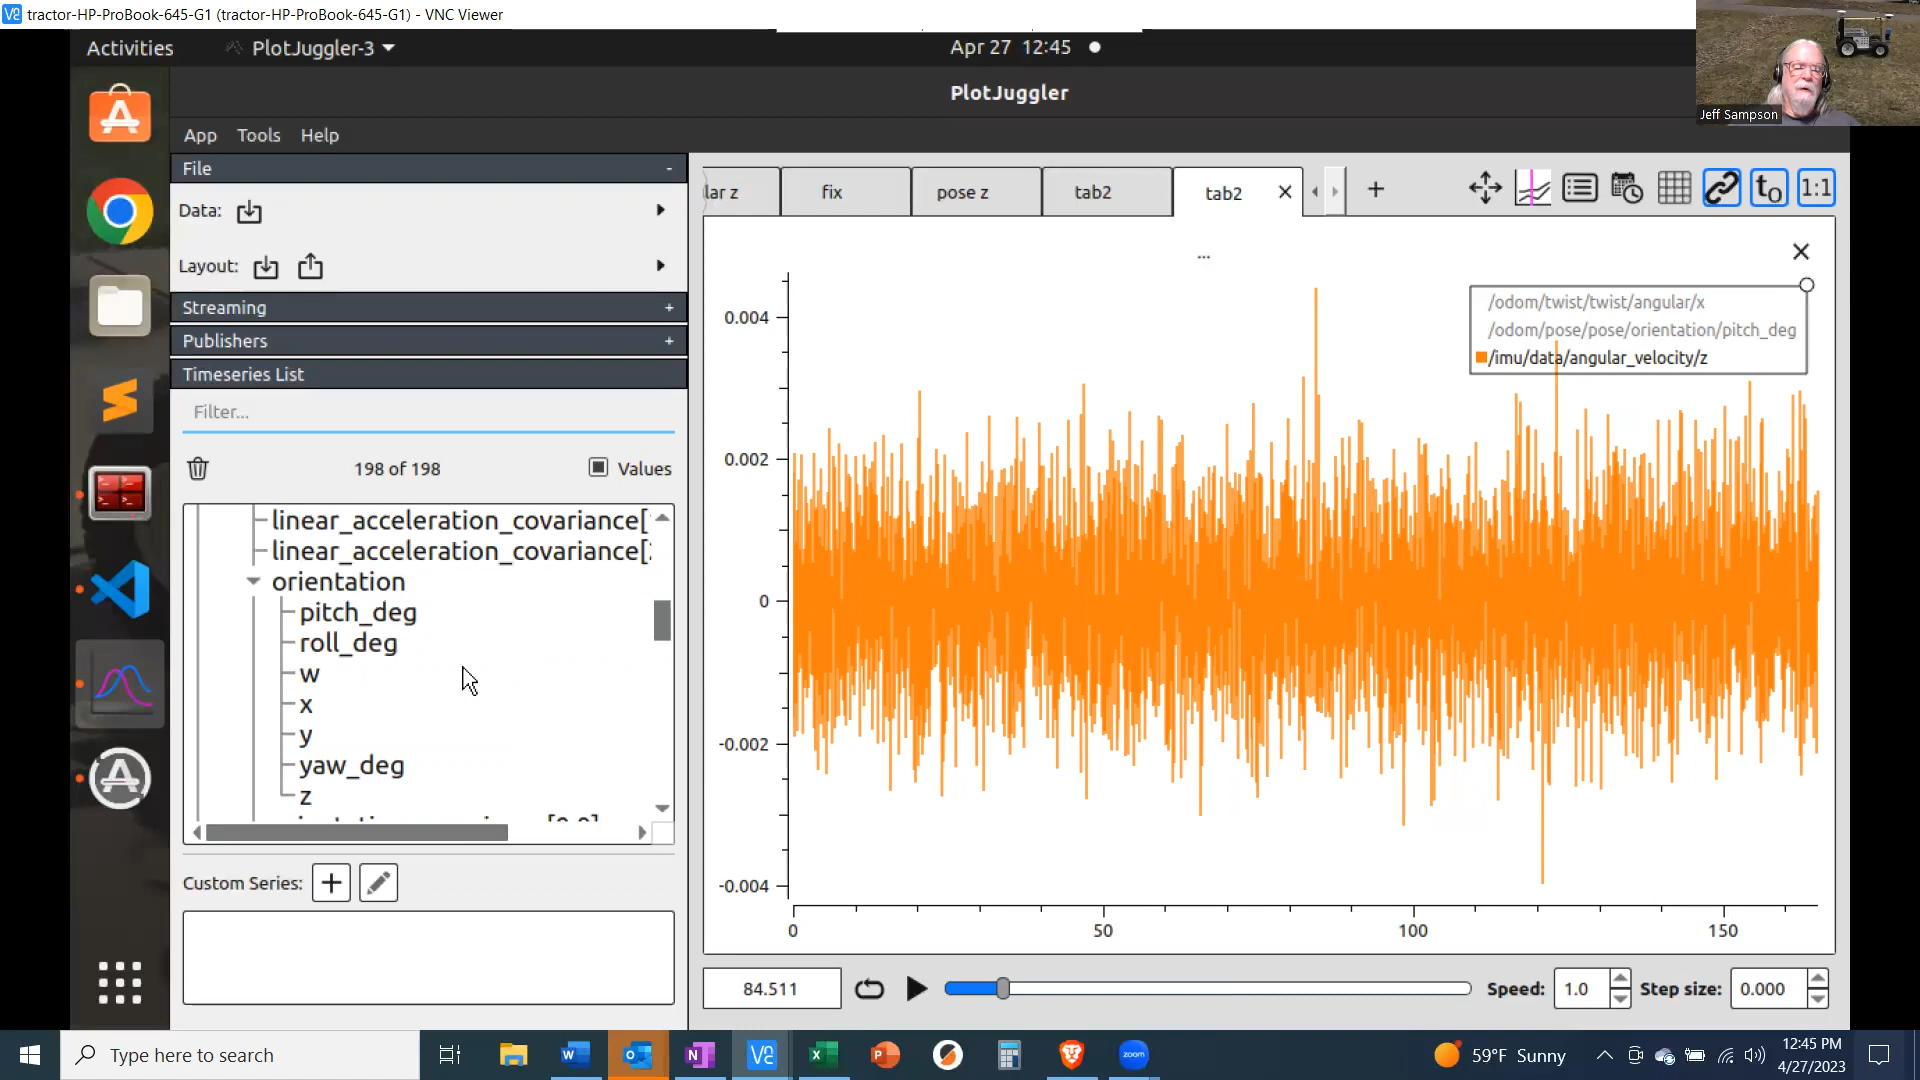 tractor-HP-ProBook-645-G1 (tractor-HP-ProBook-645-G1) - VNC Viewer
Activities PlotJuggler-3 Apr 27 12:45
PlotJuggler
Jeff Sampson
App Tools Help
File -
Data:
Layout:
Streaming +
Publishers +
Timeseries List
Filter...
198 of 198 Values
linear_acceleration_covariance[
linear_acceleration_covariance[
orientation
pitch_deg
roll_deg
w
x
y
yaw_deg
z
Custom Series:
lar z fix pose z tab2 tab2 + to 1:1
...
/odom/twist/twist/angular/x
/odom/pose/pose/orientation/pitch_deg
/imu/data/angular_velocity/z
0.004
0.002
0
-0.002
-0.004
0 50 100 150
84.511 Speed: 1.0 Step size: 0.000
Type here to search 59°F Sunny 12:45 PM
4/27/2023
zoom